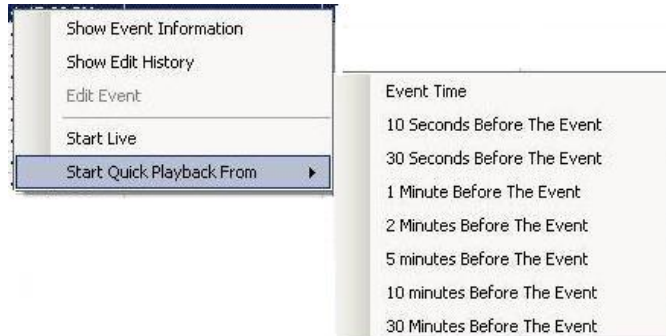 Show Event Information
Show Edit History
Edit Event
Start Live
Start Quick Playback From
Event Time
10 Seconds Before The Event
30 Seconds Before The Event
1 Minute Before The Event
2 Minutes Before The Event
5 minutes Before The Event
10 minutes Before The Event
30 Minutes Before The Event